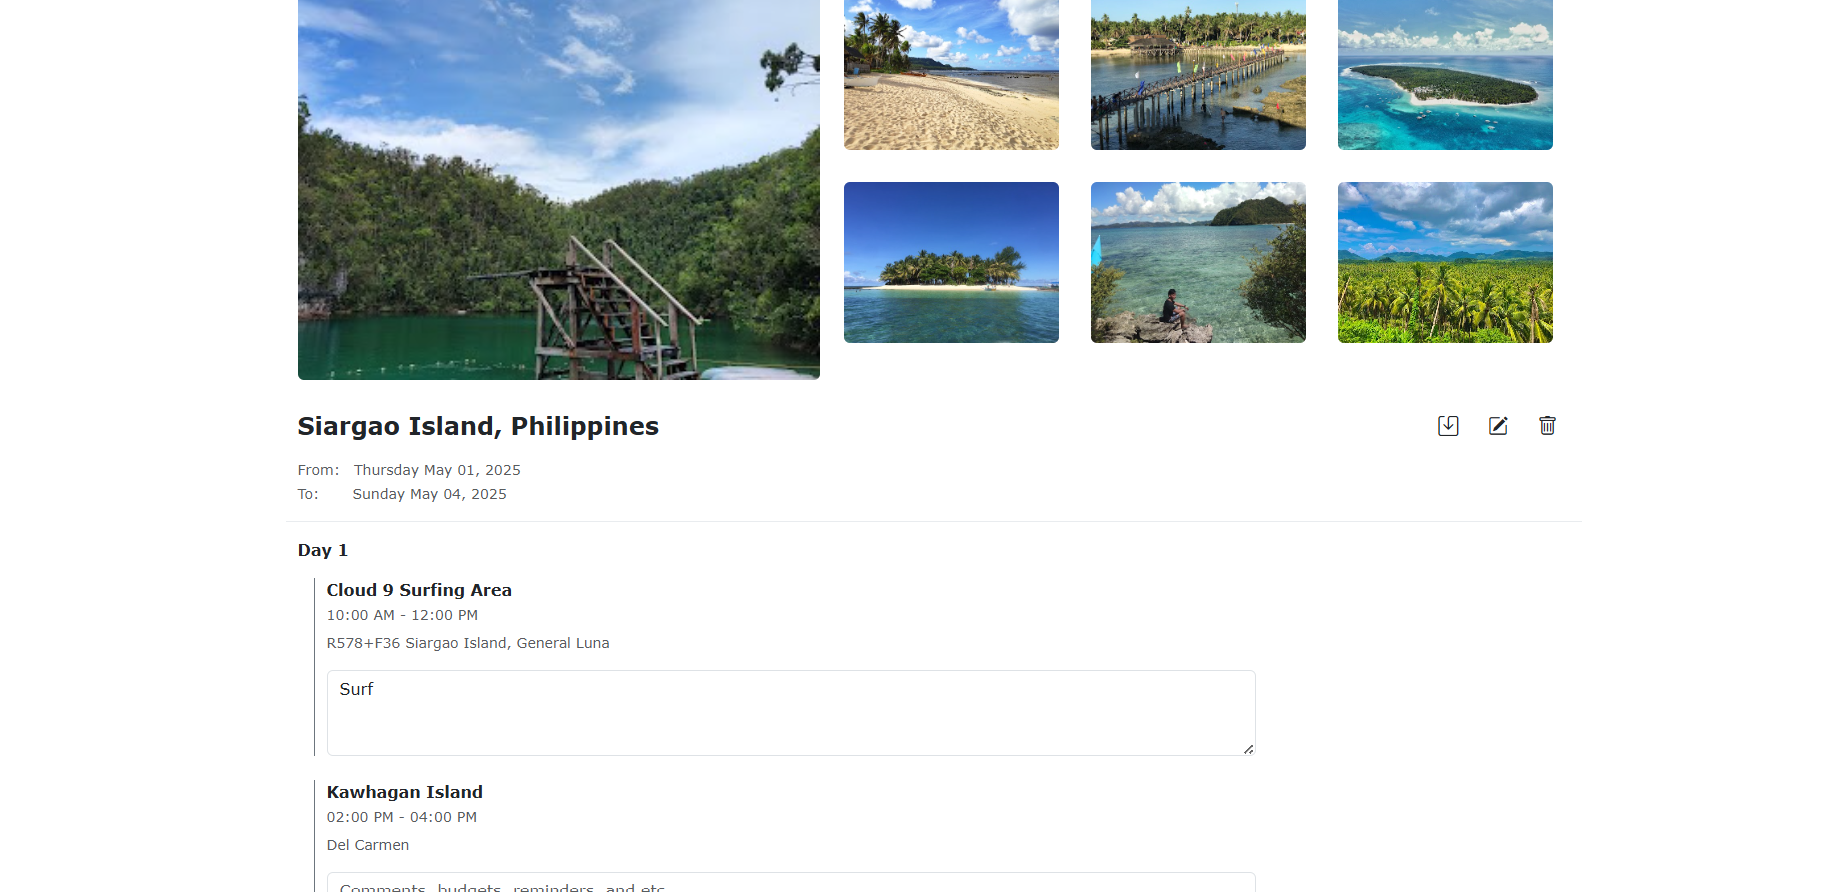 Siargao Island, Philippines
From: Thursday May 01, 2025
To: Sunday May 04, 2025
Day 1
Cloud 9 Surfing Area
10:00 AM - 12:00 PM
R578+F36 Siargao Island, General Luna
Surf
Kawhagan Island
02:00 PM - 04:00 PM
Del Carmen
Comments, budgets, reminders, and etc.